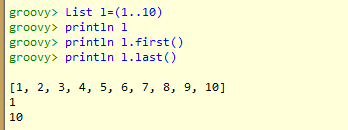 groovy> List l=(1..10)
groovy> println l
groovy> println l.first()
groovy> println l.last()
[1, 2, 3, 4, 5, 6, 7, 8, 9, 10]
1
10